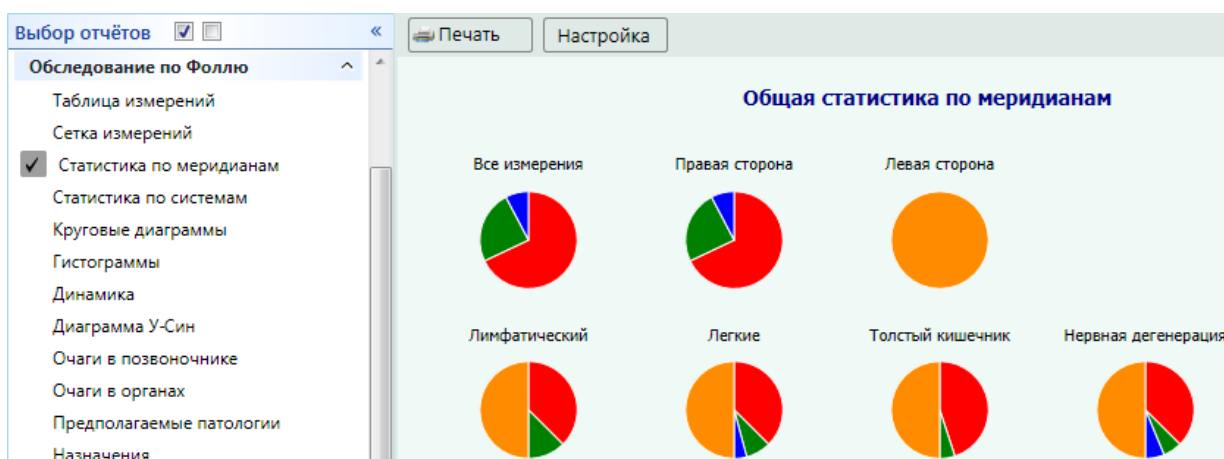 Выбор отчётов
Обследование по Фоллю
Таблица измерений
Сетка измерений
Статистика по меридианам
Статистика по системам
Круговые диаграммы
Гистограммы
Динамика
Диаграмма У-Син
Очаги в позвоночнике
Очаги в органах
Предполагаемые патологии
Назначения
Печать Настройка
Общая статистика по меридианам
Все измерения Правая сторона Левая сторона
Лимфатический Легкие Толстый кишечник Нервная дегенерация